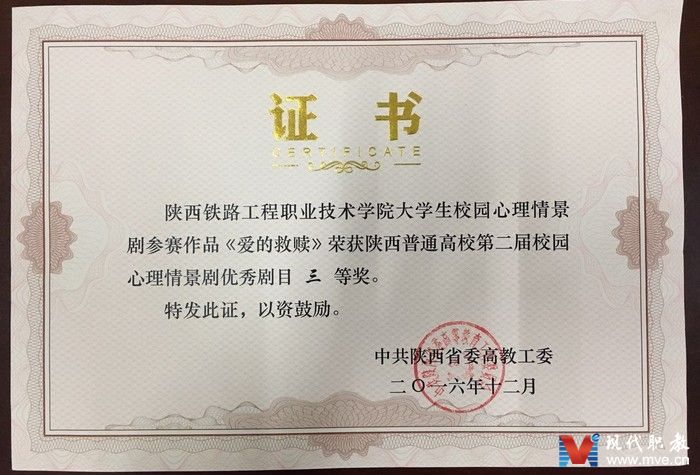 证 书
CERTIFICATE
陕西铁路工程职业技术学院大学生校园心理情景
剧参赛作品《爱的救赎》荣获陕西普通高校第二届校园
心理情景剧优秀剧目 三 等奖。
特发此证，以资鼓励。
中共陕西省委高教工委
二〇一六年十二月
现代职教
www.mve.cn